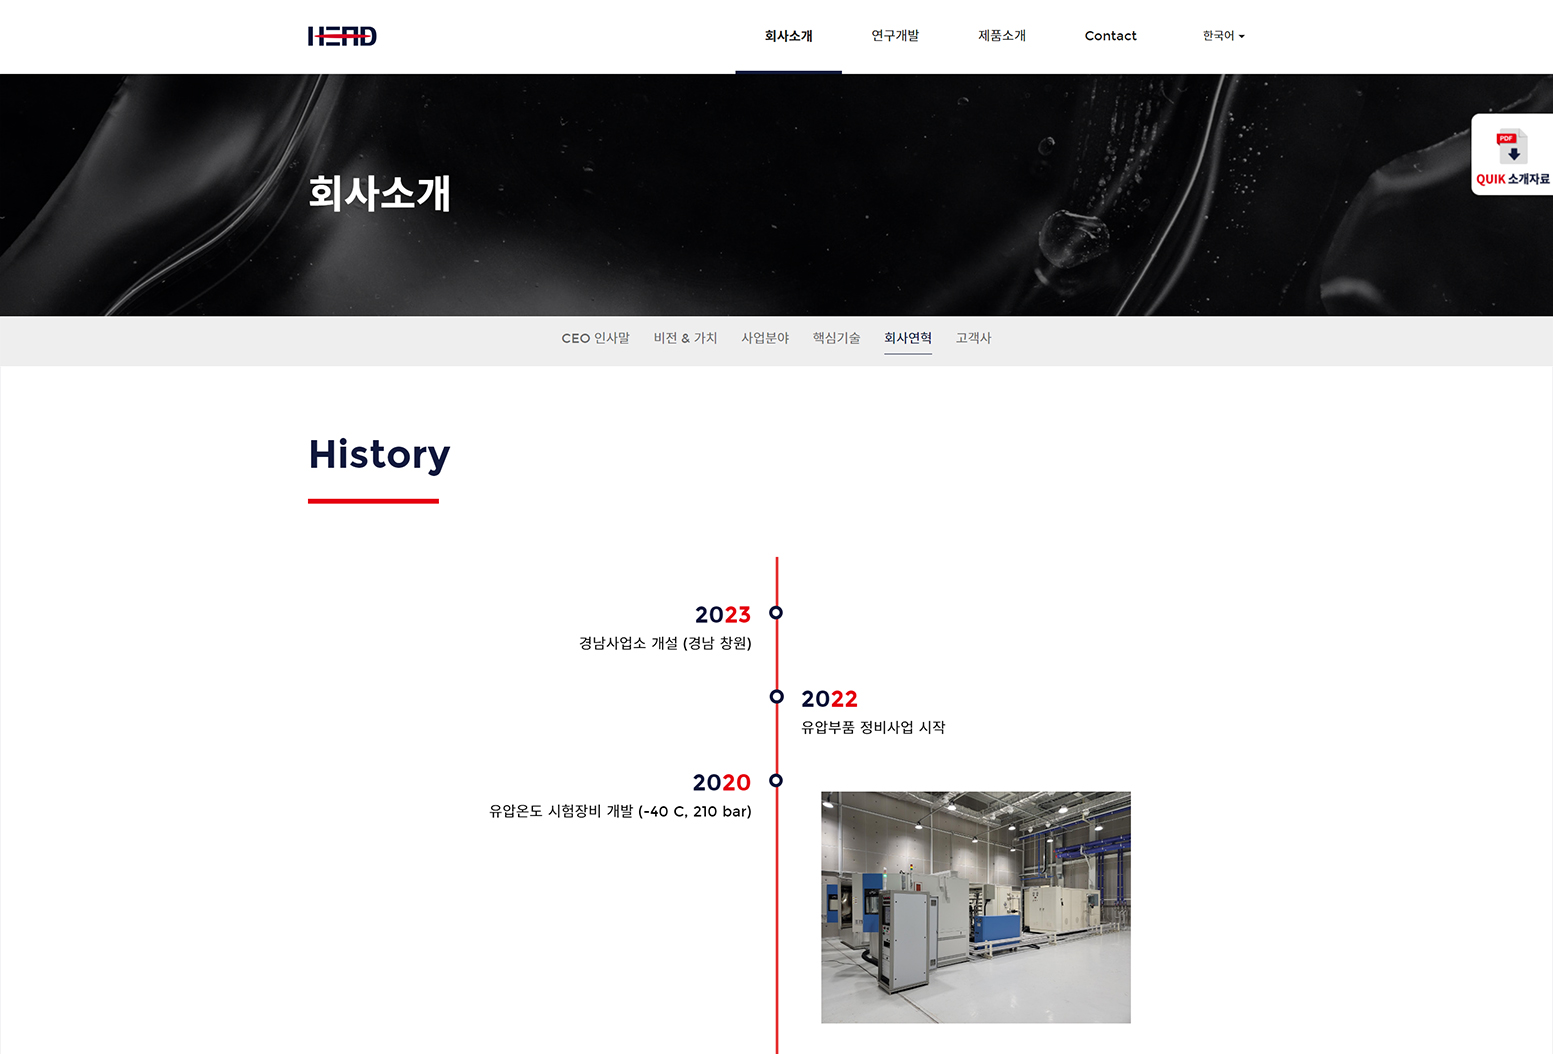 HEAD
회사소개
연구개발
제품소개
Contact
한국어
회사소개
PDF
QUIK 소개자료
CEO 인사말
비전 & 가치
사업분야
핵심기술
회사연혁
고객사
History
2023
경남사업소 개설 (경남 창원)
2022
유압부품 정비사업 시작
2020
유압온도 시험장비 개발 (-40 C, 210 bar)